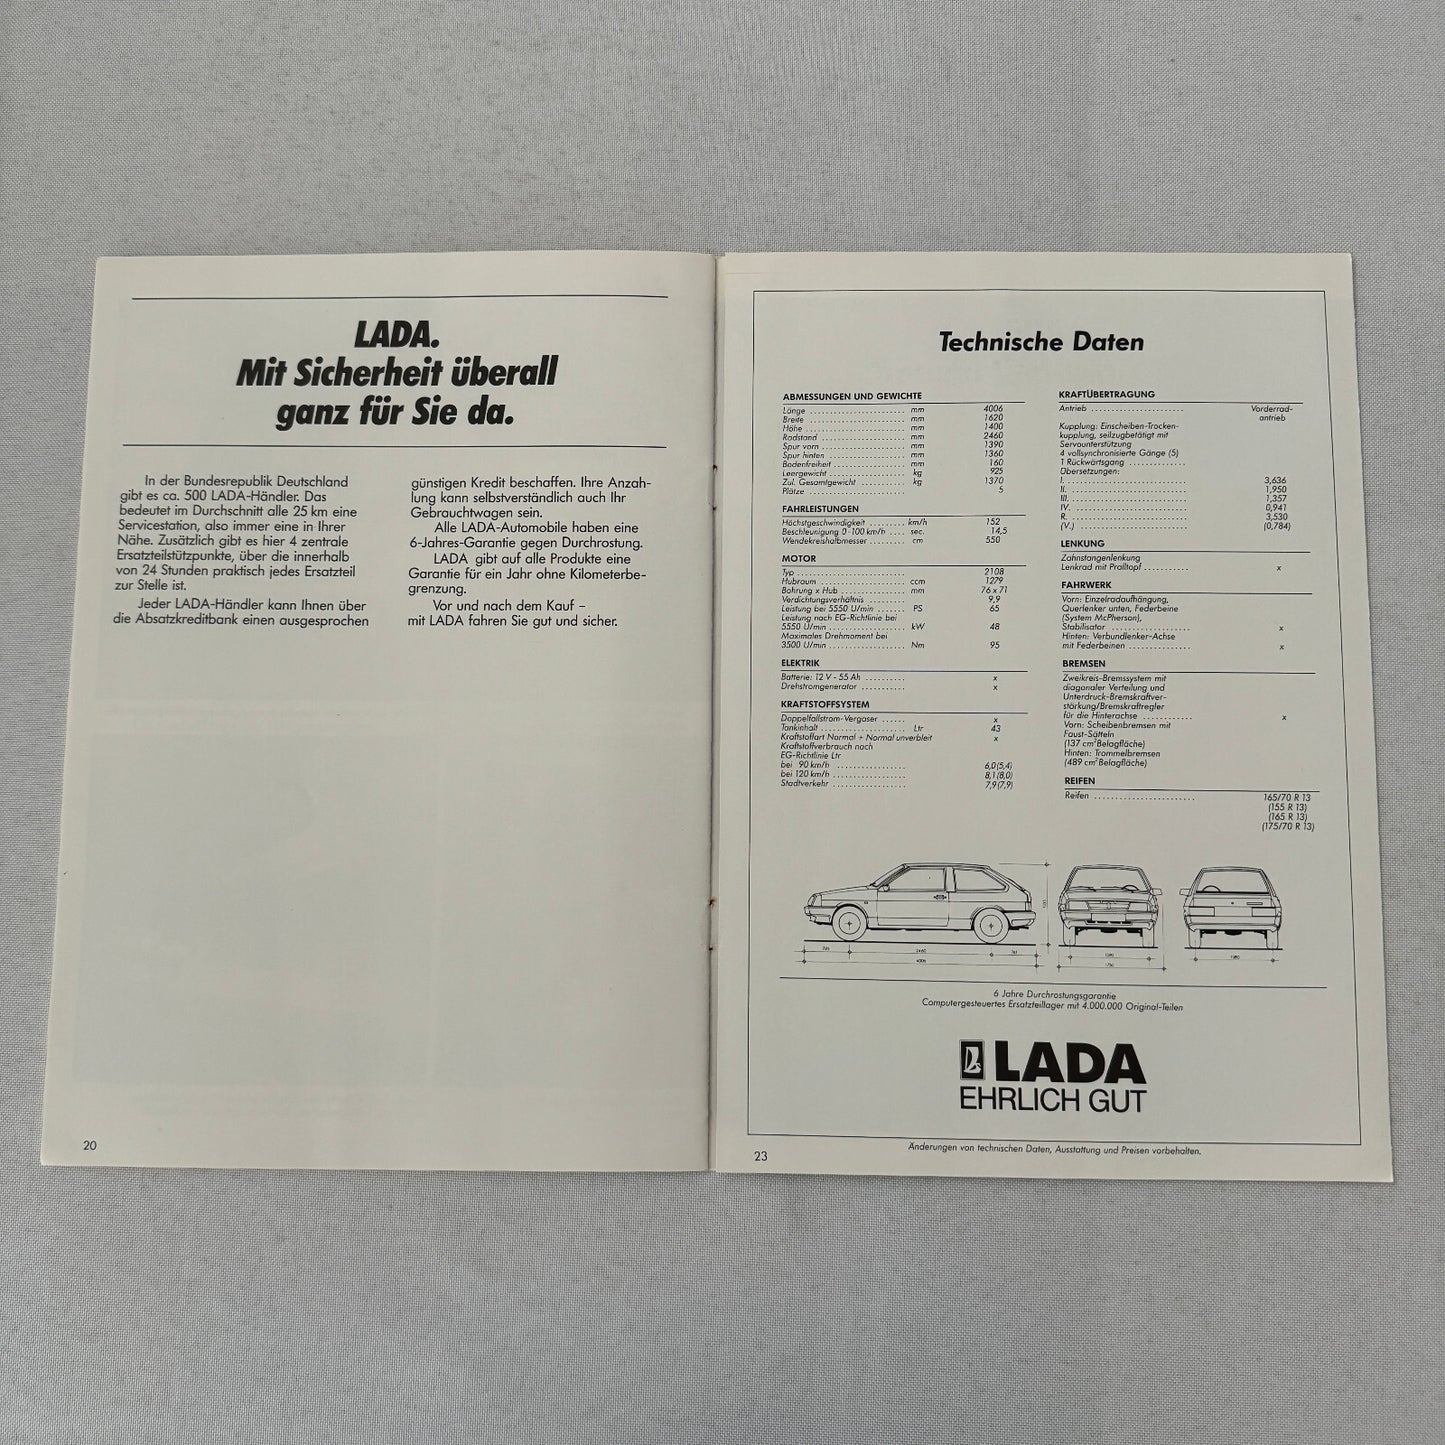 LADA.
Mit Sicherheit überall
ganz für Sie da.
In der Bundesrepublik Deutschland
gibt es ca. 500 LADA-Händler. Das
bedeutet im Durchschnitt alle 25 km eine
Servicestation, also immer eine in Ihrer
Nähe. Zusätzlich gibt es hier 4 zentrale
Ersatzteilstützpunkte, über die innerhalb
von 24 Stunden praktisch jedes Ersatzteil
zur Stelle ist.
Jeder LADA-Händler kann Ihnen über
die Absatzkreditbank einen ausgesprochen
günstigen Kredit beschaffen. Ihre Anzah-
lung kann selbstverständlich auch Ihr
Gebrauchtwagen sein.
Alle LADA-Automobile haben eine
6-Jahres-Garantie gegen Durchrostung.
LADA gibt auf alle Produkte eine
Garantie für ein Jahr ohne Kilometerbe-
grenzung.
Vor und nach dem Kauf –
mit LADA fahren Sie gut und sicher.
20
Technische Daten
ABMESSUNGEN UND GEWICHTE
Länge .................... mm 4006
Breite .................... mm 1620
Höhe .................... mm 1400
Radstand .................... mm 2460
Spur vorn .................... mm 1390
Spur hinten .................... mm 1360
Bodenfreiheit .................... mm 160
Leergewicht .................... kg 925
Zul. Gesamtgewicht .............. kg 1370
Plätze .................... 5
FAHRLEISTUNGEN
Höchstgeschwindigkeit ......... km/h 152
Beschleunigung 0-100 km/h .... sec. 14,5
Wendekreishalbmesser ......... cm 550
MOTOR
Typ .................... 2108
Hubraum .................... ccm 1279
Bohrung x Hub .............. mm 76 x 71
Verdichtungsverhältnis ......... 9,9
Leistung bei 5550 U/min ....... PS 65
Leistung nach EG-Richtlinie bei
5550 U/min .................. kW 48
Maximales Drehmoment bei
3500 U/min .................. Nm 95
ELEKTRIK
Batterie: 12 V - 55 Ah .......... x
Drehstromgenerator ........... x
KRAFTSTOFFSYSTEM
Doppelfallstrom-Vergaser ...... x
Tankinhalt .................... Ltr 43
Kraftstoffart Normal + Normal unverbleit x
Kraftstoffverbrauch nach
EG-Richtlinie Ltr
bei 90 km/h .................. 6,0(5,4)
bei 120 km/h .................. 8,1(8,0)
Stadtverkehr .................. 7,9(7,9)
KRAFTÜBERTRAGUNG
Antrieb ...................... Vorderrad-
antrieb
Kupplung: Einscheiben-Trocken-
kupplung, seilzugbetätigt mit
Servounterstützung
4 vollsynchronisierte Gänge (5)
1 Rückwärtsgang .............
Übersetzungen:
I. .......................... 3,636
II. .......................... 1,950
III. .......................... 1,357
IV. .......................... 0,941
R. .......................... 3,530
(V.) .......................... (0,784)
LENKUNG
Zahnstangenlenkung
Lenkrad mit Pralltopf .......... x
FAHRWERK
Vorn: Einzelradaufhängung,
Querlenker unten, Federbeine
(System McPherson),
Stabilisator .................. x
Hinten: Verbundlenker-Achse
mit Federbeinen .............. x
BREMSEN
Zweikreis-Bremssystem mit
diagonaler Verteilung und
Unterdruck-Bremskraftver-
stärkung/Bremskraftregler
für die Hinterachse ........... x
Vorn: Scheibenbremsen mit
Faust-Sätteln
(137 cm² Belagfläche)
Hinten: Trommelbremsen
(489 cm² Belagfläche)
REIFEN
Reifen ....................... 165/70 R 13
(155 R 13)
(165 R 13)
(175/70 R 13)
2460
4006
6 Jahre Durchrostungsgarantie
Computergesteuertes Ersatzteillager mit 4.000.000 Original-Teilen
LADA
EHRLICH GUT
Änderungen von technischen Daten, Ausstattung und Preisen vorbehalten.
23